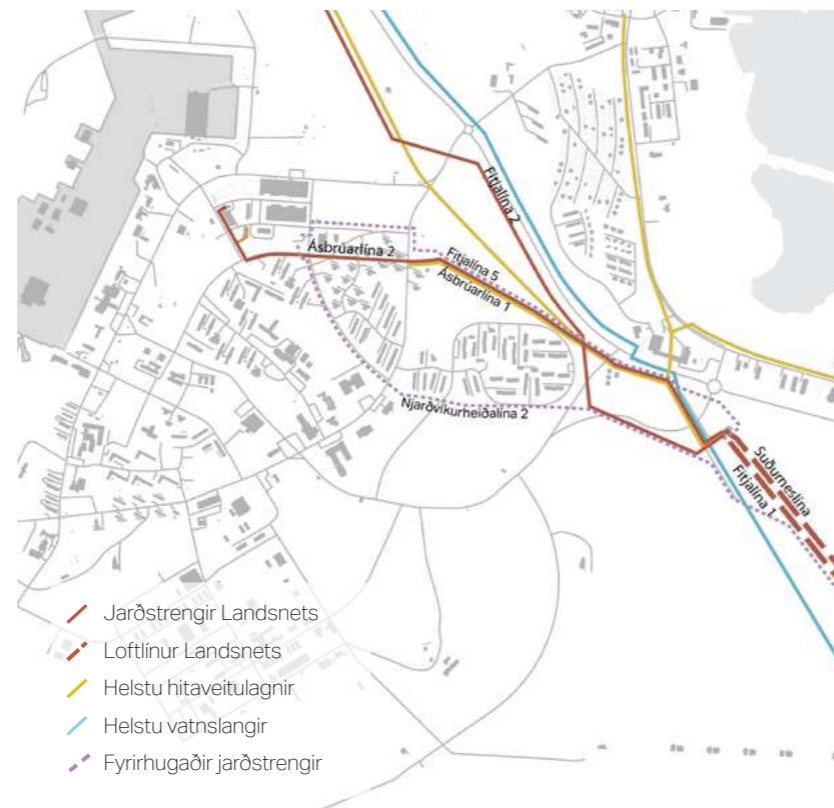 Fitjalína 2
Ásbrúarlína 2
Fitjalína 5
Ásbrúarlína 1
Njarðvíkurheiðalína 2
Suðurneslína
Fitjalína 1
Jarðstrengir Landsnets
Loftlínur Landsnets
Helstu hitaveitulagnir
Helstu vatnslangir
Fyrirhugaðir jarðstrengir